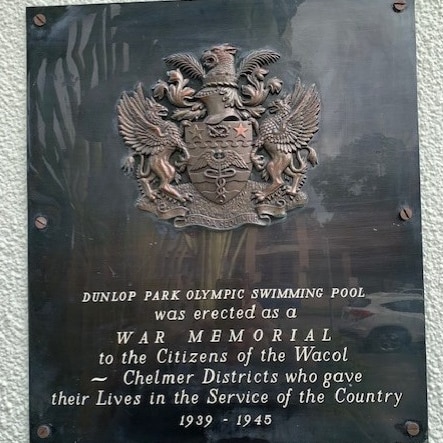 DUNLOP PARK OLYMPIC SWIMMING POOL
was erected as a
WAR MEMORIAL
to the Citizens of the Wacol
~ Chelmer Districts who gave
their Lives in the Service of the Country
1939 - 1945